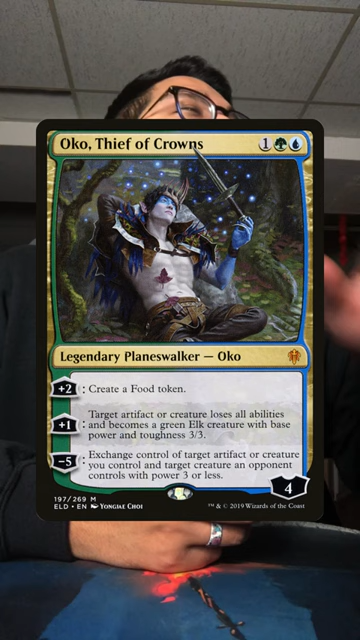 Oko, Thief of Crowns 1
Legendary Planeswalker — Oko
+2 : Create a Food token.
Target artifact or creature loses all abilities
+1 : and becomes a green Elk creature with base
power and toughness 3/3.
Exchange control of target artifact or creature
-5 : you control and target creature an opponent
controls with power 3 or less.
4
197/269 M
ELD • EN Yongjae Choi ™ & © 2019 Wizards of the Coast